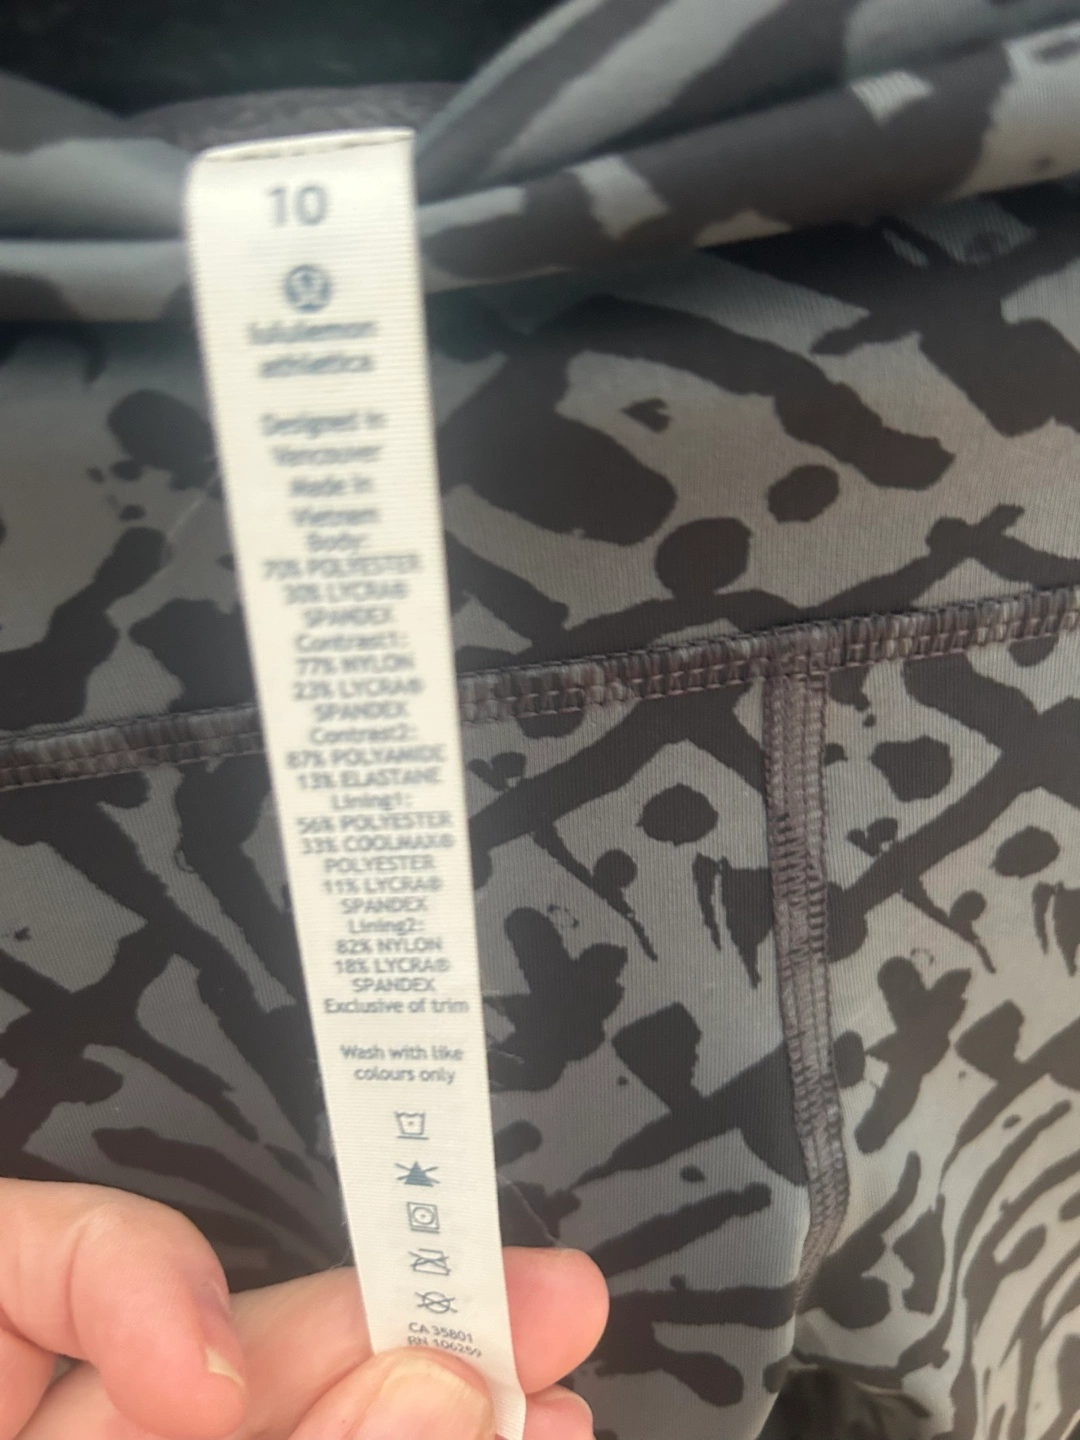 10
lululemon
athletica
Designed in
Vancouver
Made in
Vietnam
Body:
70% POLYESTER
30% LYCRA®
SPANDEX
Contrast1:
77% NYLON
23% LYCRA®
SPANDEX
Contrast2:
87% POLYAMIDE
13% ELASTANE
Lining1:
56% POLYESTER
33% COOLMAX®
POLYESTER
11% LYCRA®
SPANDEX
Lining2:
82% NYLON
18% LYCRA®
SPANDEX
Exclusive of trim
Wash with like
colours only
CA 35801
RN 106259